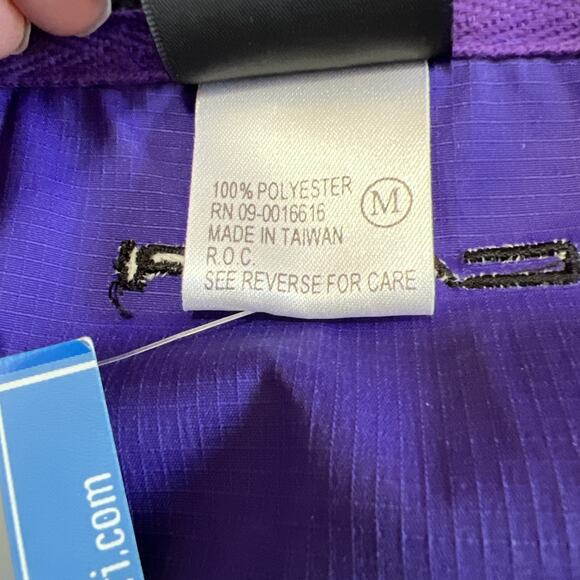 100% POLYESTER
RN 09-0016616 M
MADE IN TAIWAN
R.O.C.
SEE REVERSE FOR CARE
i.com